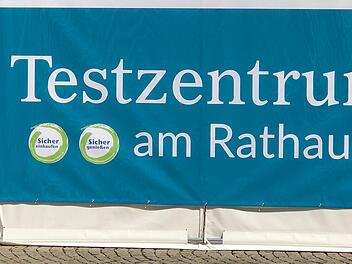 Testzentru
Sicher
einkaufen
Sicher
genießen
am Rathau